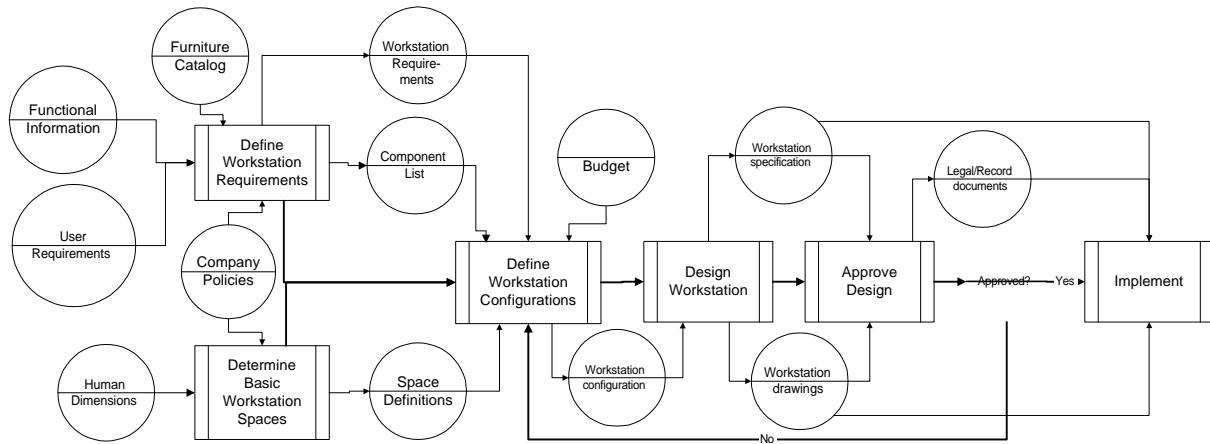 Furniture
Catalog
Workstation
Require-
ments
Functional
Information
Define
Workstation
Requirements
Component
List
Budget
Workstation
specification
Legal/Record
documents
User
Requirements
Company
Policies
Define
Workstation
Configurations
Design
Workstation
Approve
Design
Approved?
Yes
Implement
Human
Dimensions
Determine
Basic
Workstation
Spaces
Space
Definitions
Workstation
configuration
Workstation
drawings
No